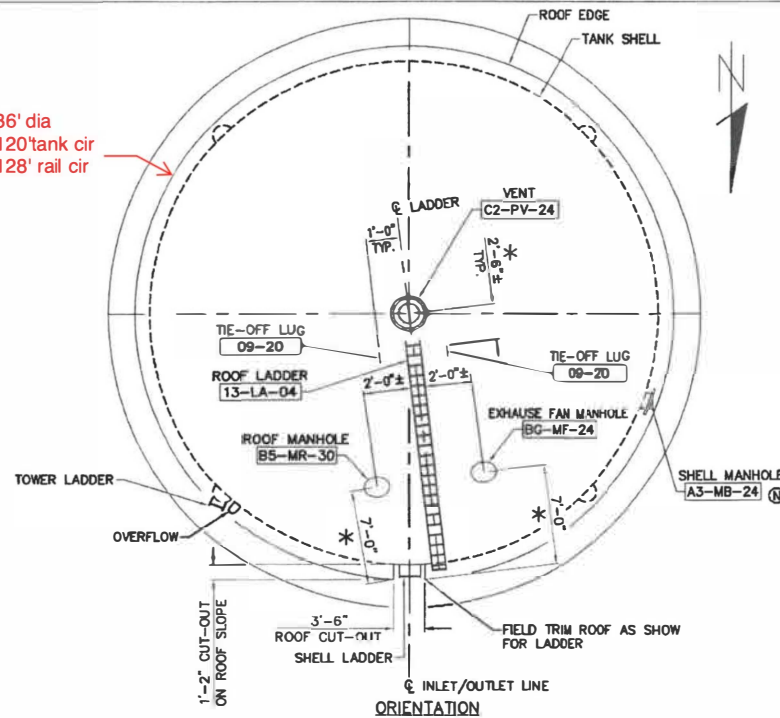 ROOF EDGE
TANK SHELL
N
36' dia
120'tank cir
128' rail cir
VENT
C2-PV-24
℄ LADDER
1'-0"
TYP.
2'-6"±
TYP.
*
TIE-OFF LUG
09-20
TIE-OFF LUG
09-20
ROOF LADDER
13-LA-04
2'-0"±
2'-0"±
EXHAUSE FAN MANHOLE
BG-MF-24
ROOF MANHOLE
B5-MR-30
SHELL MANHOLE
A3-MB-24
N
TOWER LADDER
OVERFLOW
*
7'-0"
*
7'-0"
1'-2" CUT-OUT
ON ROOF SLOPE
3'-6"
ROOF CUT-OUT
SHELL LADDER
FIELD TRIM ROOF AS SHOW
FOR LADDER
℄ INLET/OUTLET LINE
ORIENTATION